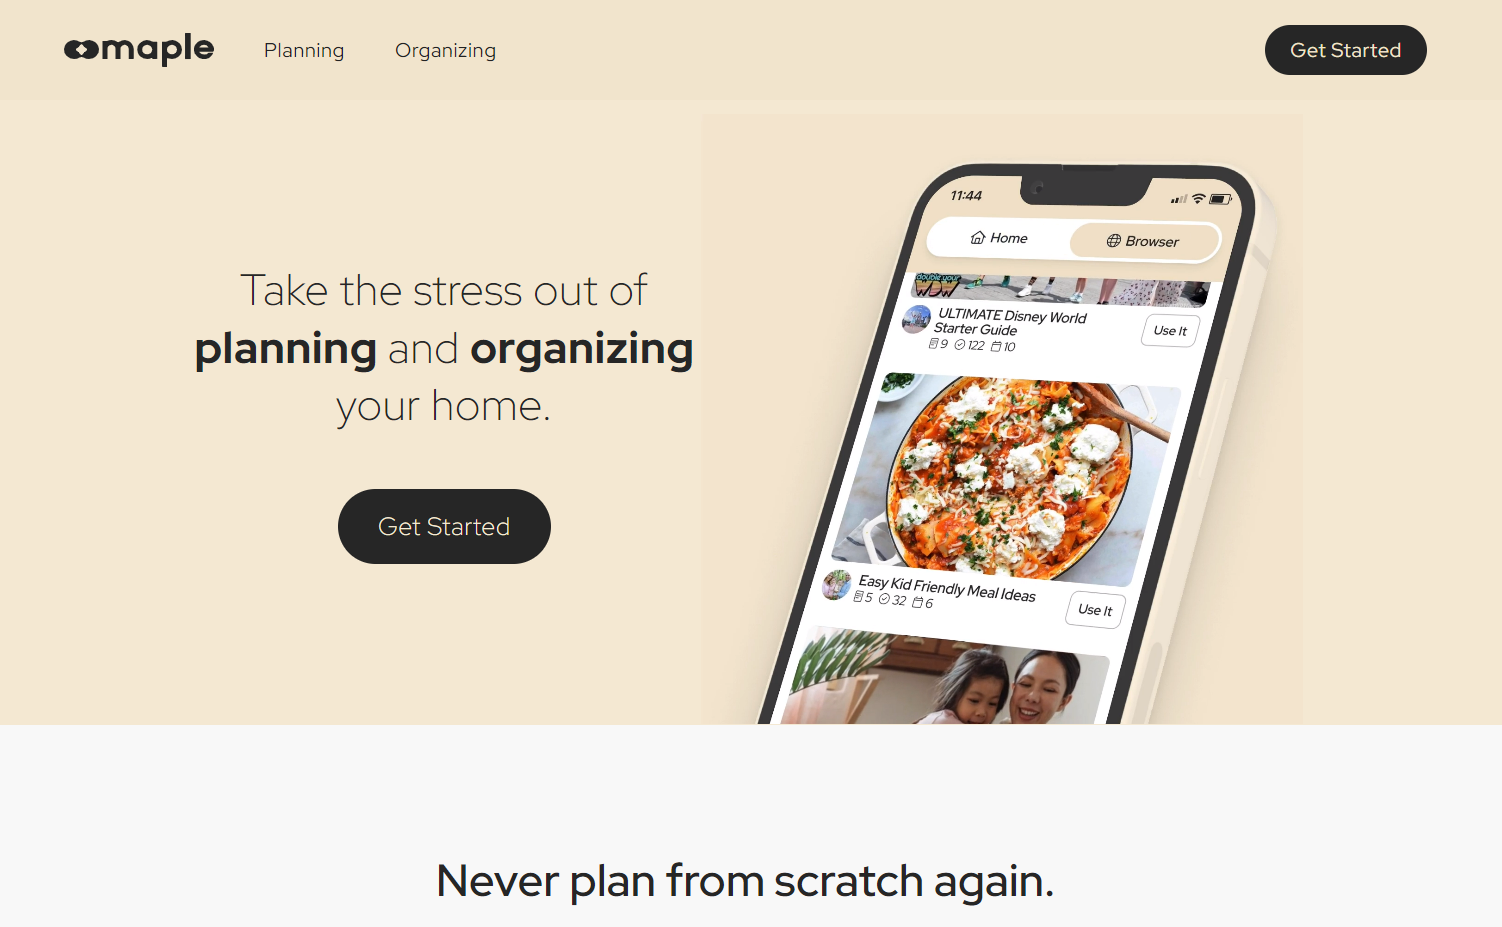 maple
Planning
Organizing
Get Started
Take the stress out of
planning and organizing
your home.
Get Started
11:44
Home
Browser
double your
WDW
ULTIMATE Disney World
Starter Guide
9 122 10
Use It
Easy Kid Friendly Meal Ideas
5 32 6
Use It
Never plan from scratch again.